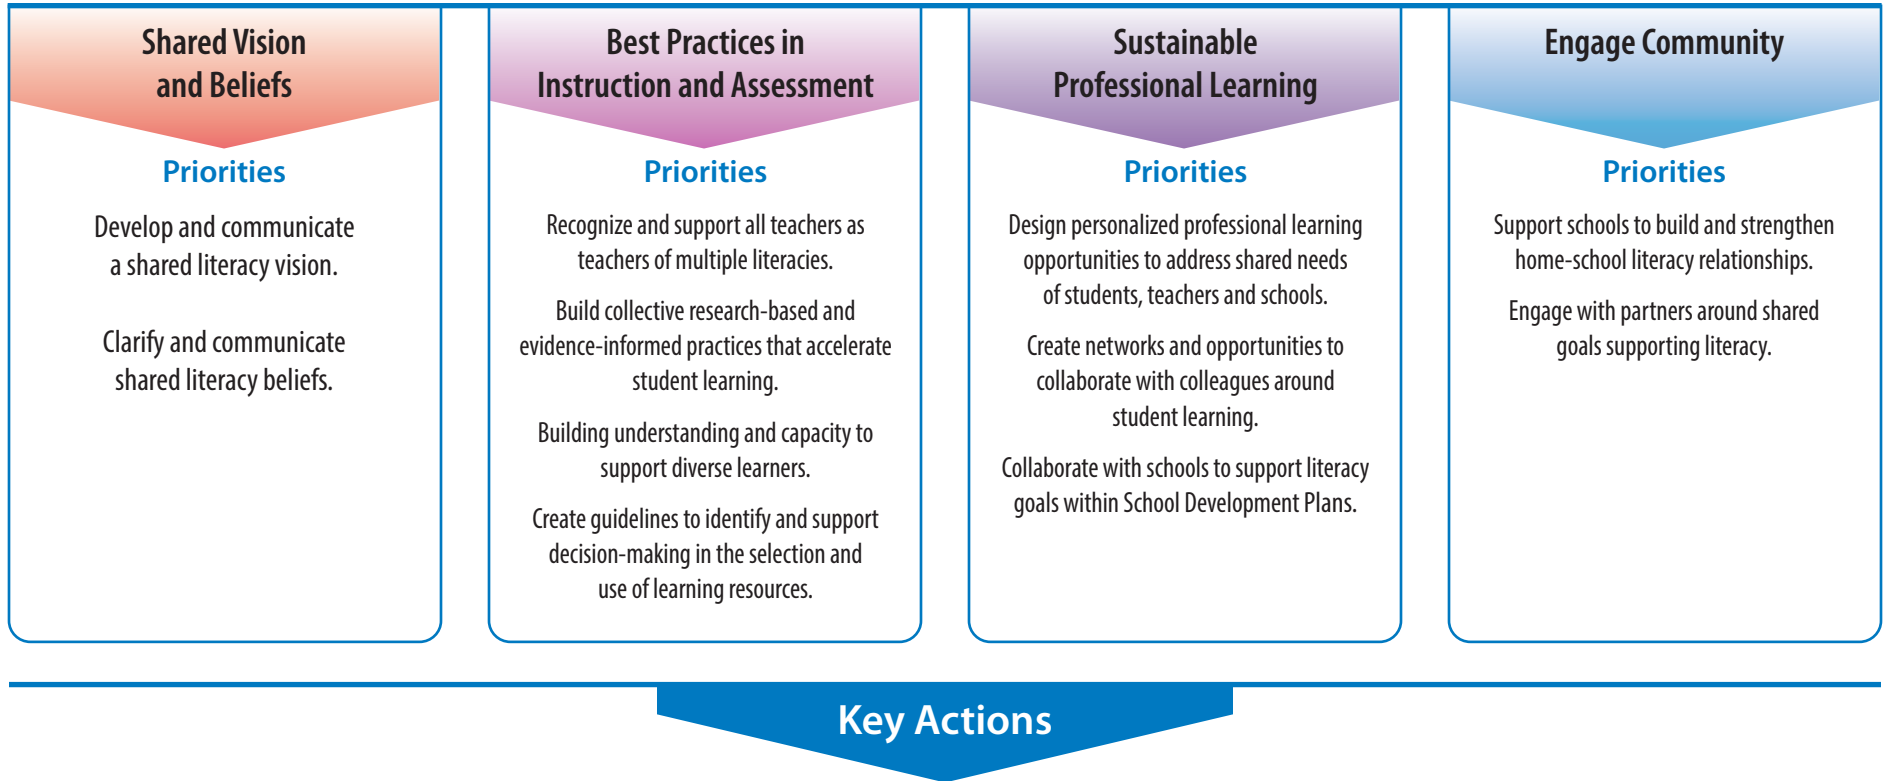 Shared Vision
and Beliefs
Priorities
Develop and communicate
a shared literacy vision.
Clarify and communicate
shared literacy beliefs.
Best Practices in
Instruction and Assessment
Priorities
Recognize and support all teachers as
teachers of multiple literacies.
Build collective research-based and
evidence-informed practices that accelerate
student learning.
Building understanding and capacity to
support diverse learners.
Create guidelines to identify and support
decision-making in the selection and
use of learning resources.
Sustainable
Professional Learning
Priorities
Design personalized professional learning
opportunities to address shared needs
of students, teachers and schools.
Create networks and opportunities to
collaborate with colleagues around
student learning.
Collaborate with schools to support literacy
goals within School Development Plans.
Engage Community
Priorities
Support schools to build and strengthen
home-school literacy relationships.
Engage with partners around shared
goals supporting literacy.
Key Actions